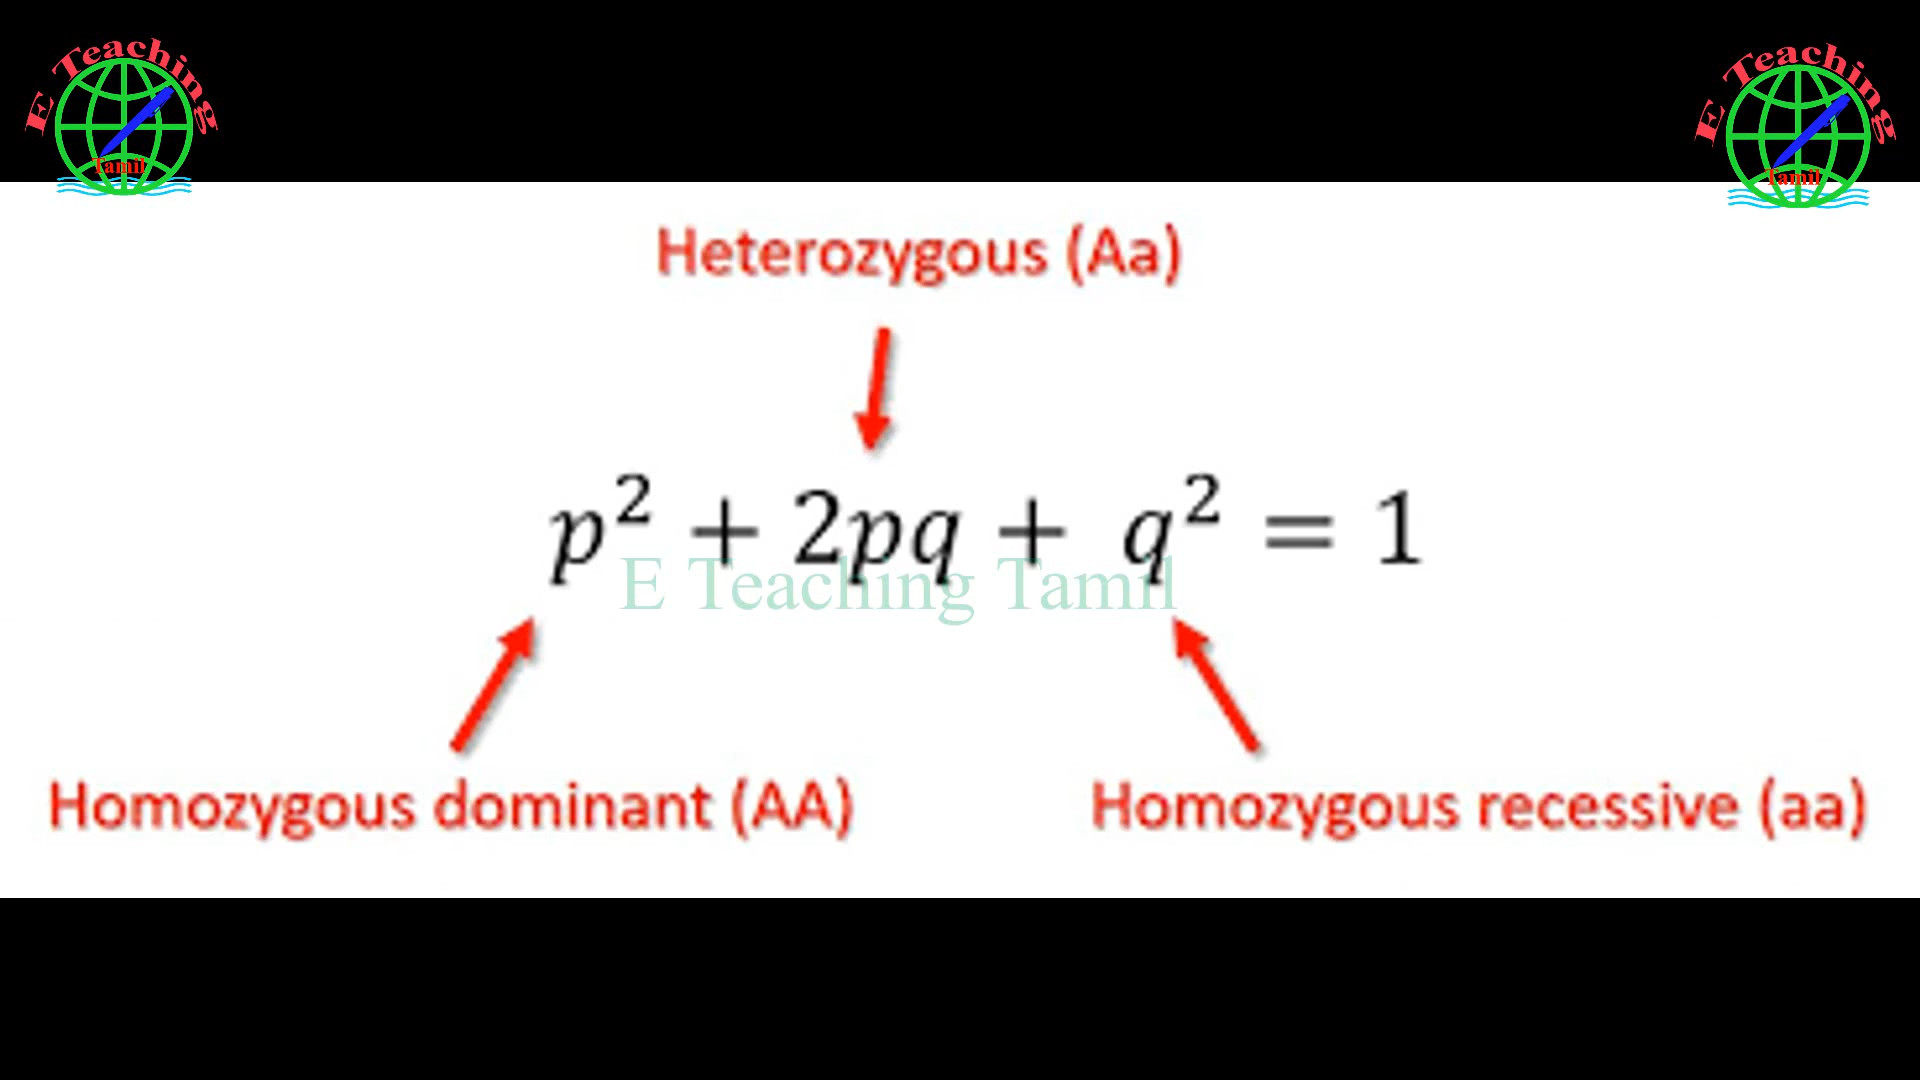 E Teaching
Tamil
E Teaching
Tamil
Heterozygous (Aa)
p² + 2pq + q² = 1
E Teaching Tamil
Homozygous dominant (AA)
Homozygous recessive (aa)